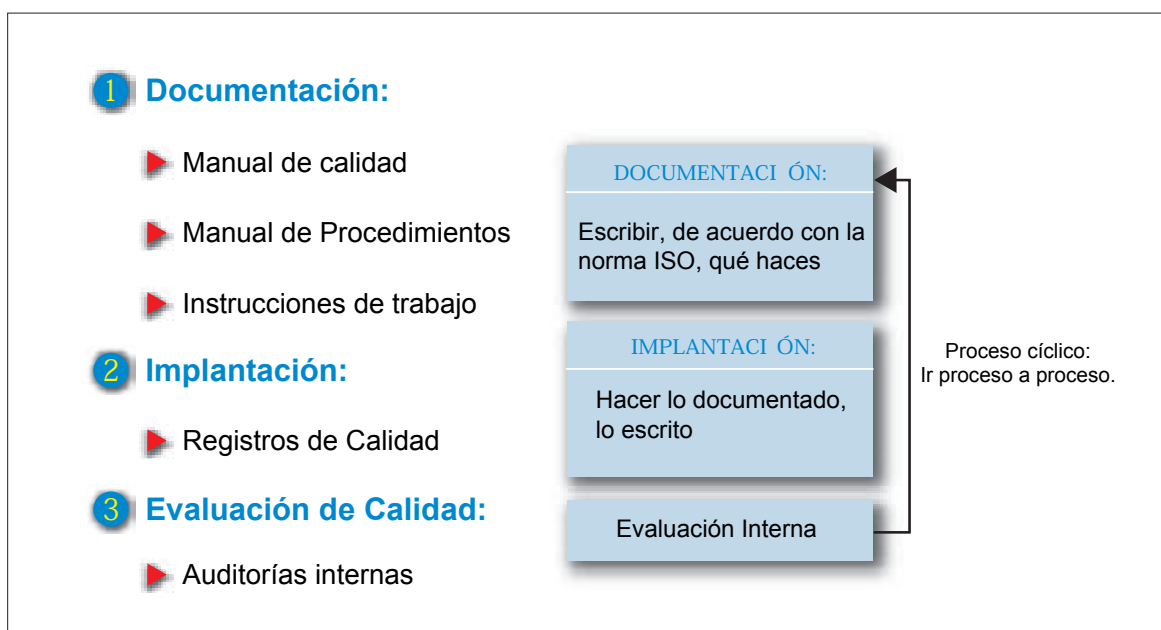 1 Documentación:
Manual de calidad
Manual de Procedimientos
Instrucciones de trabajo
2 Implantación:
Registros de Calidad
3 Evaluación de Calidad:
Auditorías internas
DOCUMENTACI ÓN:
Escribir, de acuerdo con la
norma ISO, qué haces
IMPLANTACI ÓN:
Hacer lo documentado,
lo escrito
Evaluación Interna
Proceso cíclico:
Ir proceso a proceso.